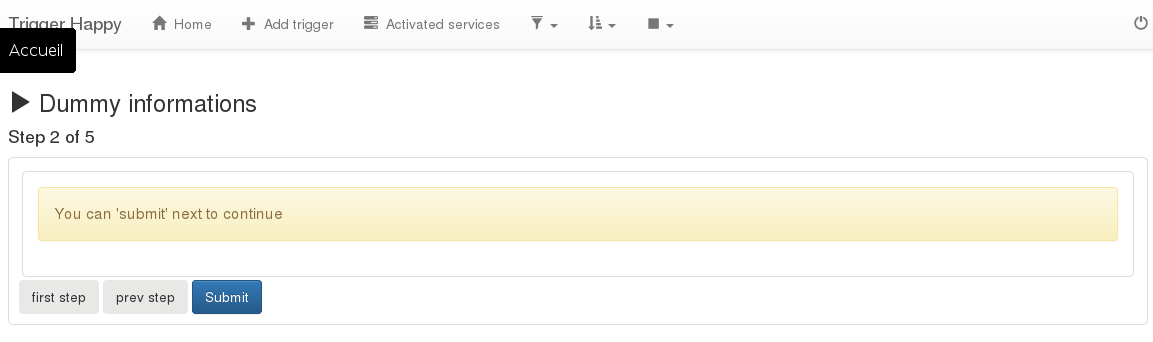 Trigger Happy Home Add trigger Activated services
Accueil
Dummy informations
Step 2 of 5
You can 'submit' next to continue
first step prev step Submit